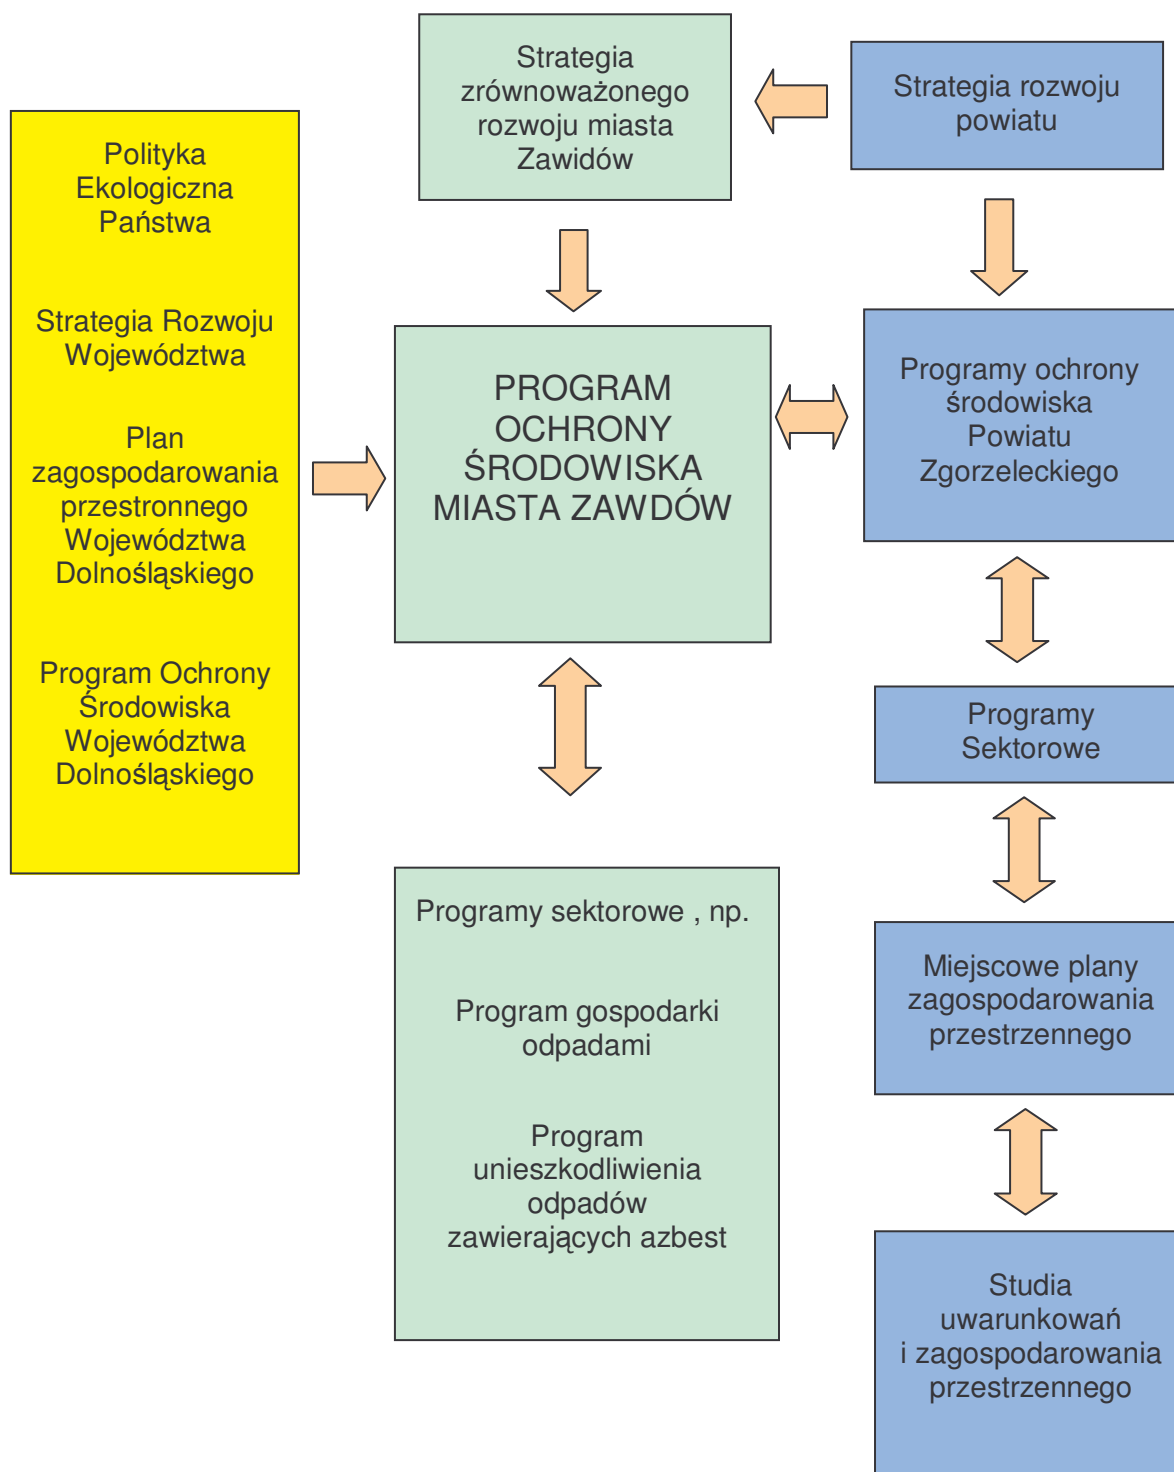 Strategia
zrównoważonego
rozwoju miasta
Zawidów
Strategia rozwoju
powiatu
Polityka
Ekologiczna
Państwa
Strategia Rozwoju
Województwa
Plan
zagospodarowania
przestronnego
Województwa
Dolnośląskiego
Program Ochrony
Środowiska
Województwa
Dolnośląskiego
PROGRAM
OCHRONY
ŚRODOWISKA
MIASTA ZAWDÓW
Programy ochrony
środowiska
Powiatu
Zgorzeleckiego
Programy
Sektorowe
Programy sektorowe , np.
Program gospodarki
odpadami
Program
unieszkodliwienia
odpadów
zawierających azbest
Miejscowe plany
zagospodarowania
przestrzennego
Studia
uwarunkowań
i zagospodarowania
przestrzennego